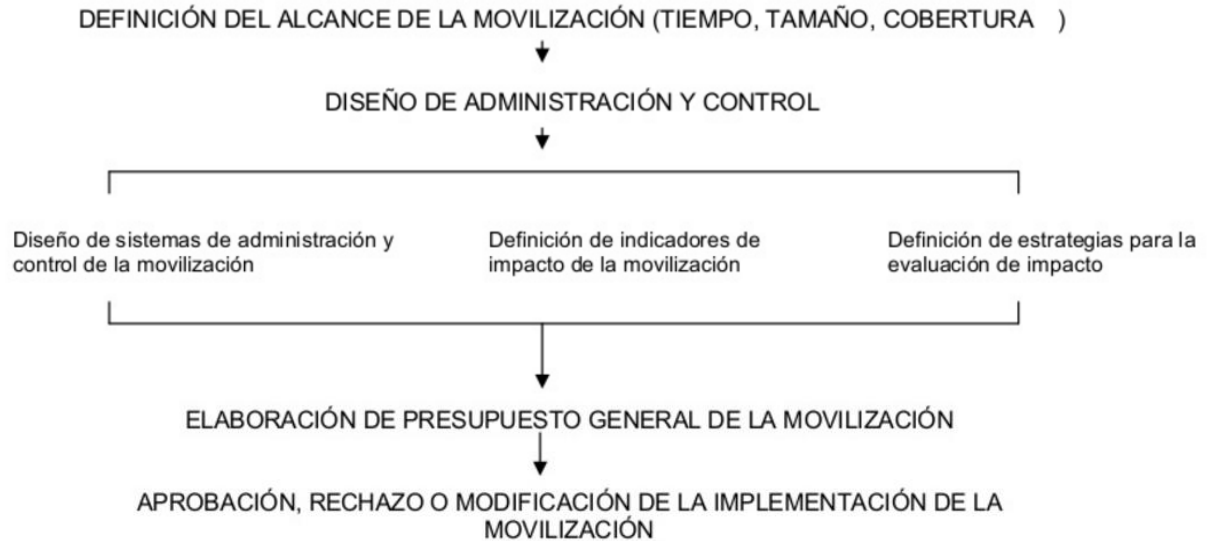 DEFINICIÓN DEL ALCANCE DE LA MOVILIZACIÓN (TIEMPO, TAMAÑO, COBERTURA )
DISEÑO DE ADMINISTRACIÓN Y CONTROL
Diseño de sistemas de administración y
control de la movilización
Definición de indicadores de
impacto de la movilización
Definición de estrategias para la
evaluación de impacto
ELABORACIÓN DE PRESUPUESTO GENERAL DE LA MOVILIZACIÓN
APROBACIÓN, RECHAZO O MODIFICACIÓN DE LA IMPLEMENTACIÓN DE LA
MOVILIZACIÓN